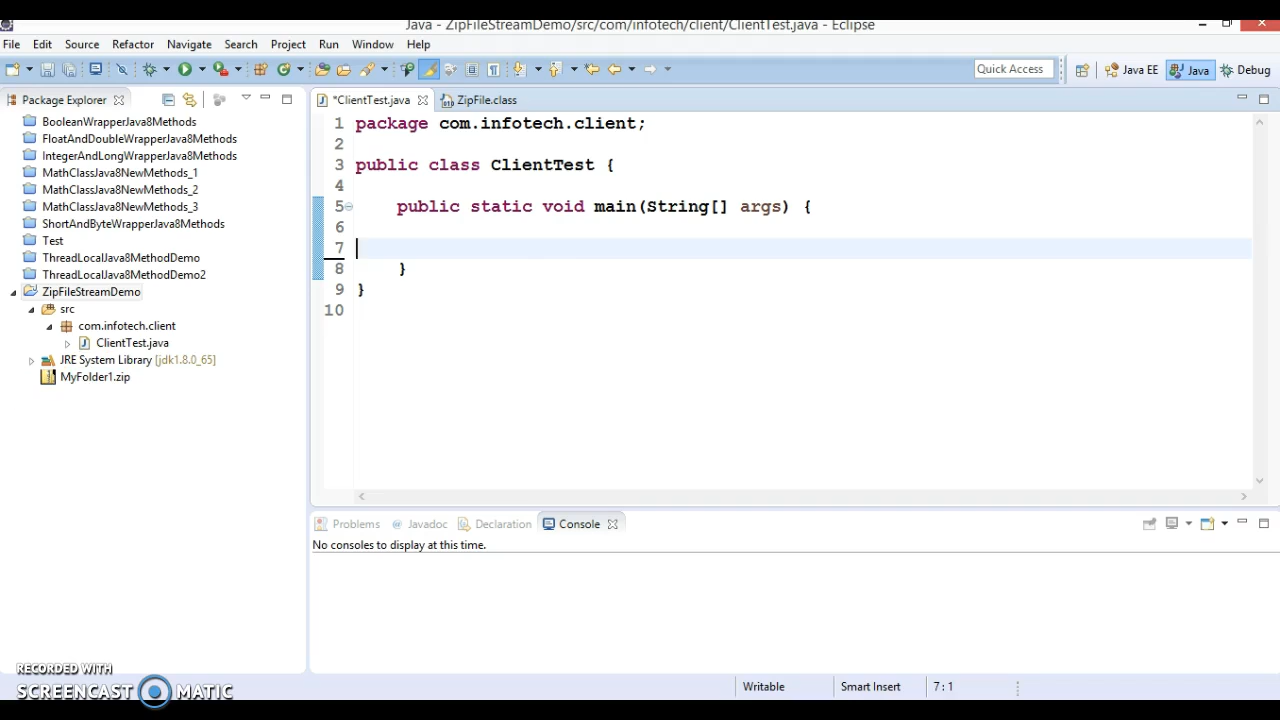 Java - ZipFileStreamDemo/src/com/infotech/client/ClientTest.java - Eclipse
File Edit Source Refactor Navigate Search Project Run Window Help
Quick Access Java EE Java Debug
Package Explorer
BooleanWrapperJava8Methods
FloatAndDoubleWrapperJava8Methods
IntegerAndLongWrapperJava8Methods
MathClassJava8NewMethods_1
MathClassJava8NewMethods_2
MathClassJava8NewMethods_3
ShortAndByteWrapperJava8Methods
Test
ThreadLocalJava8MethodDemo
ThreadLocalJava8MethodDemo2
ZipFileStreamDemo
src
com.infotech.client
ClientTest.java
JRE System Library [jdk1.8.0_65]
MyFolder1.zip
*ClientTest.java ZipFile.class
1 package com.infotech.client;
2
3 public class ClientTest {
4
5 public static void main(String[] args) {
6
7
8 }
9 }
10
Problems @ Javadoc Declaration Console
No consoles to display at this time.
Writable Smart Insert 7 : 1
RECORDED WITH
SCREENCAST MATIC